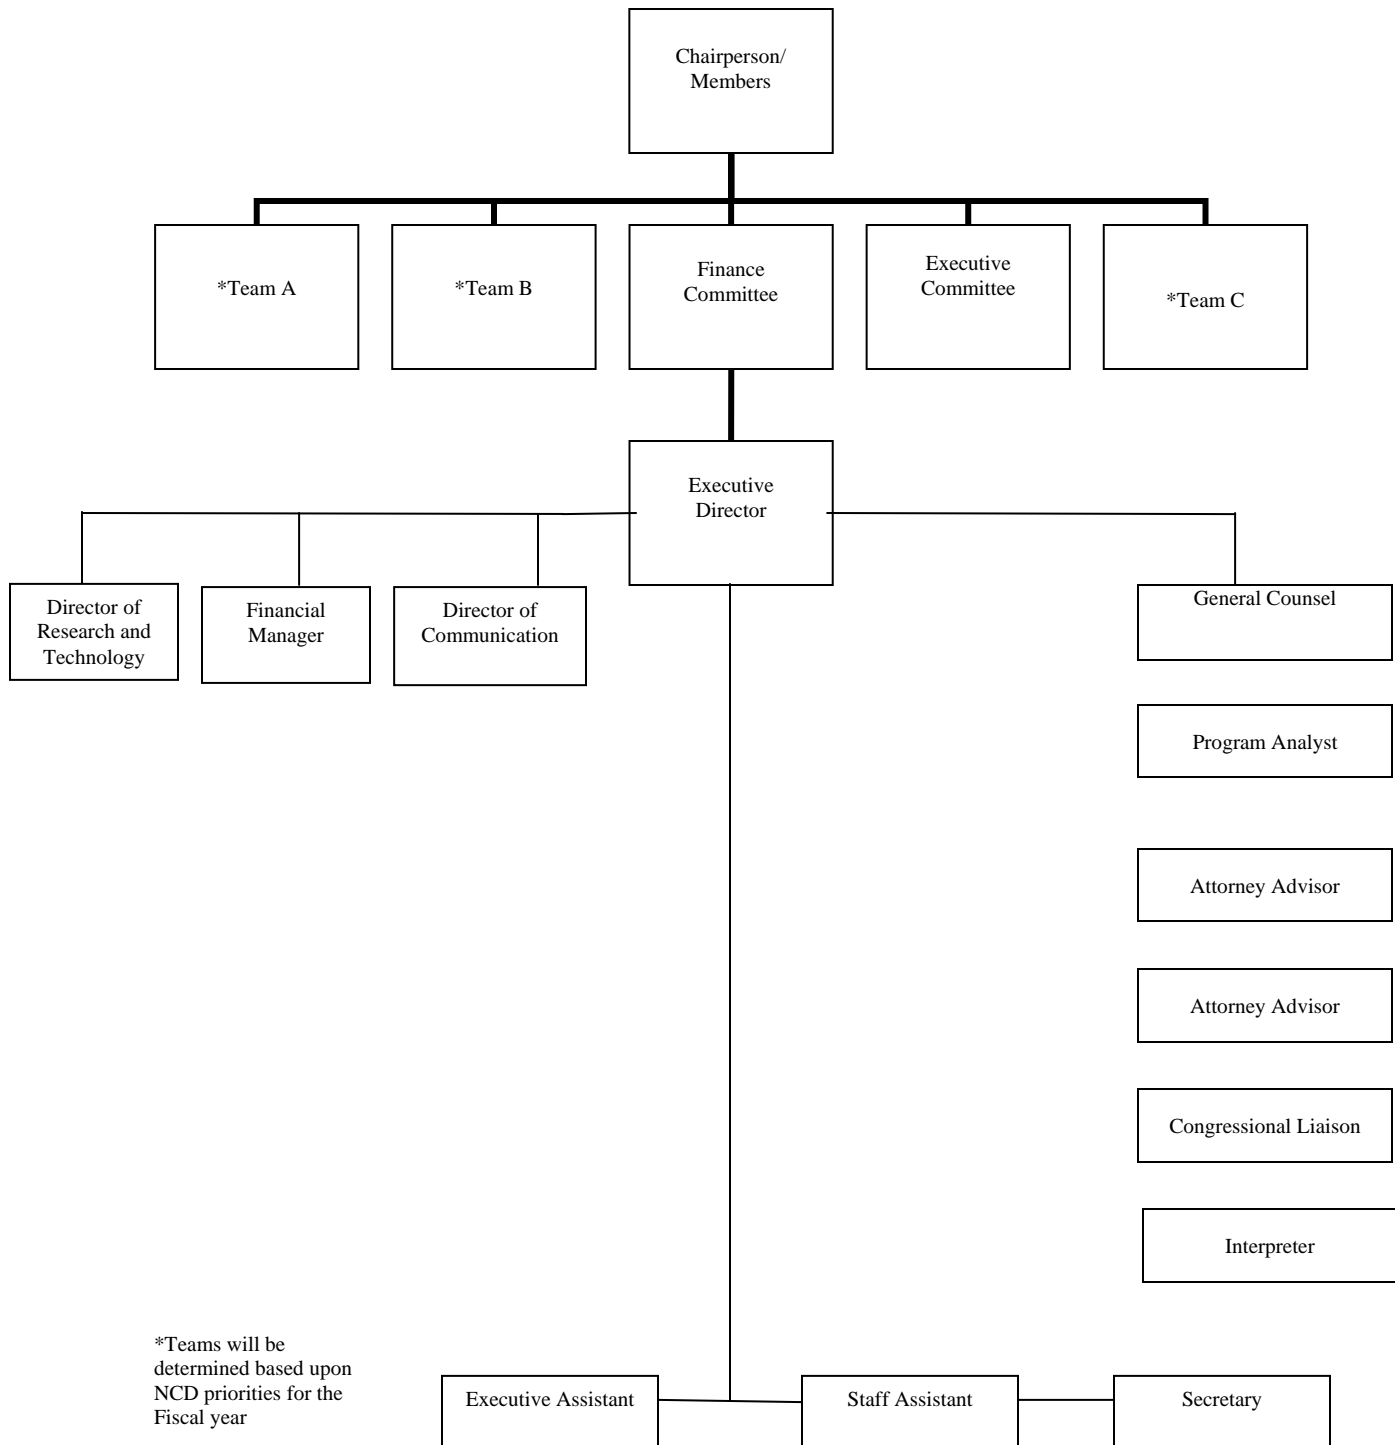 Chairperson/
Members
*Team A
*Team B
Finance
Committee
Executive
Committee
*Team C
Executive
Director
Director of
Research and
Technology
Financial
Manager
Director of
Communication
General Counsel
Program Analyst
Attorney Advisor
Attorney Advisor
Congressional Liaison
Interpreter
*Teams will be
determined based upon
NCD priorities for the
Fiscal year
Executive Assistant
Staff Assistant
Secretary